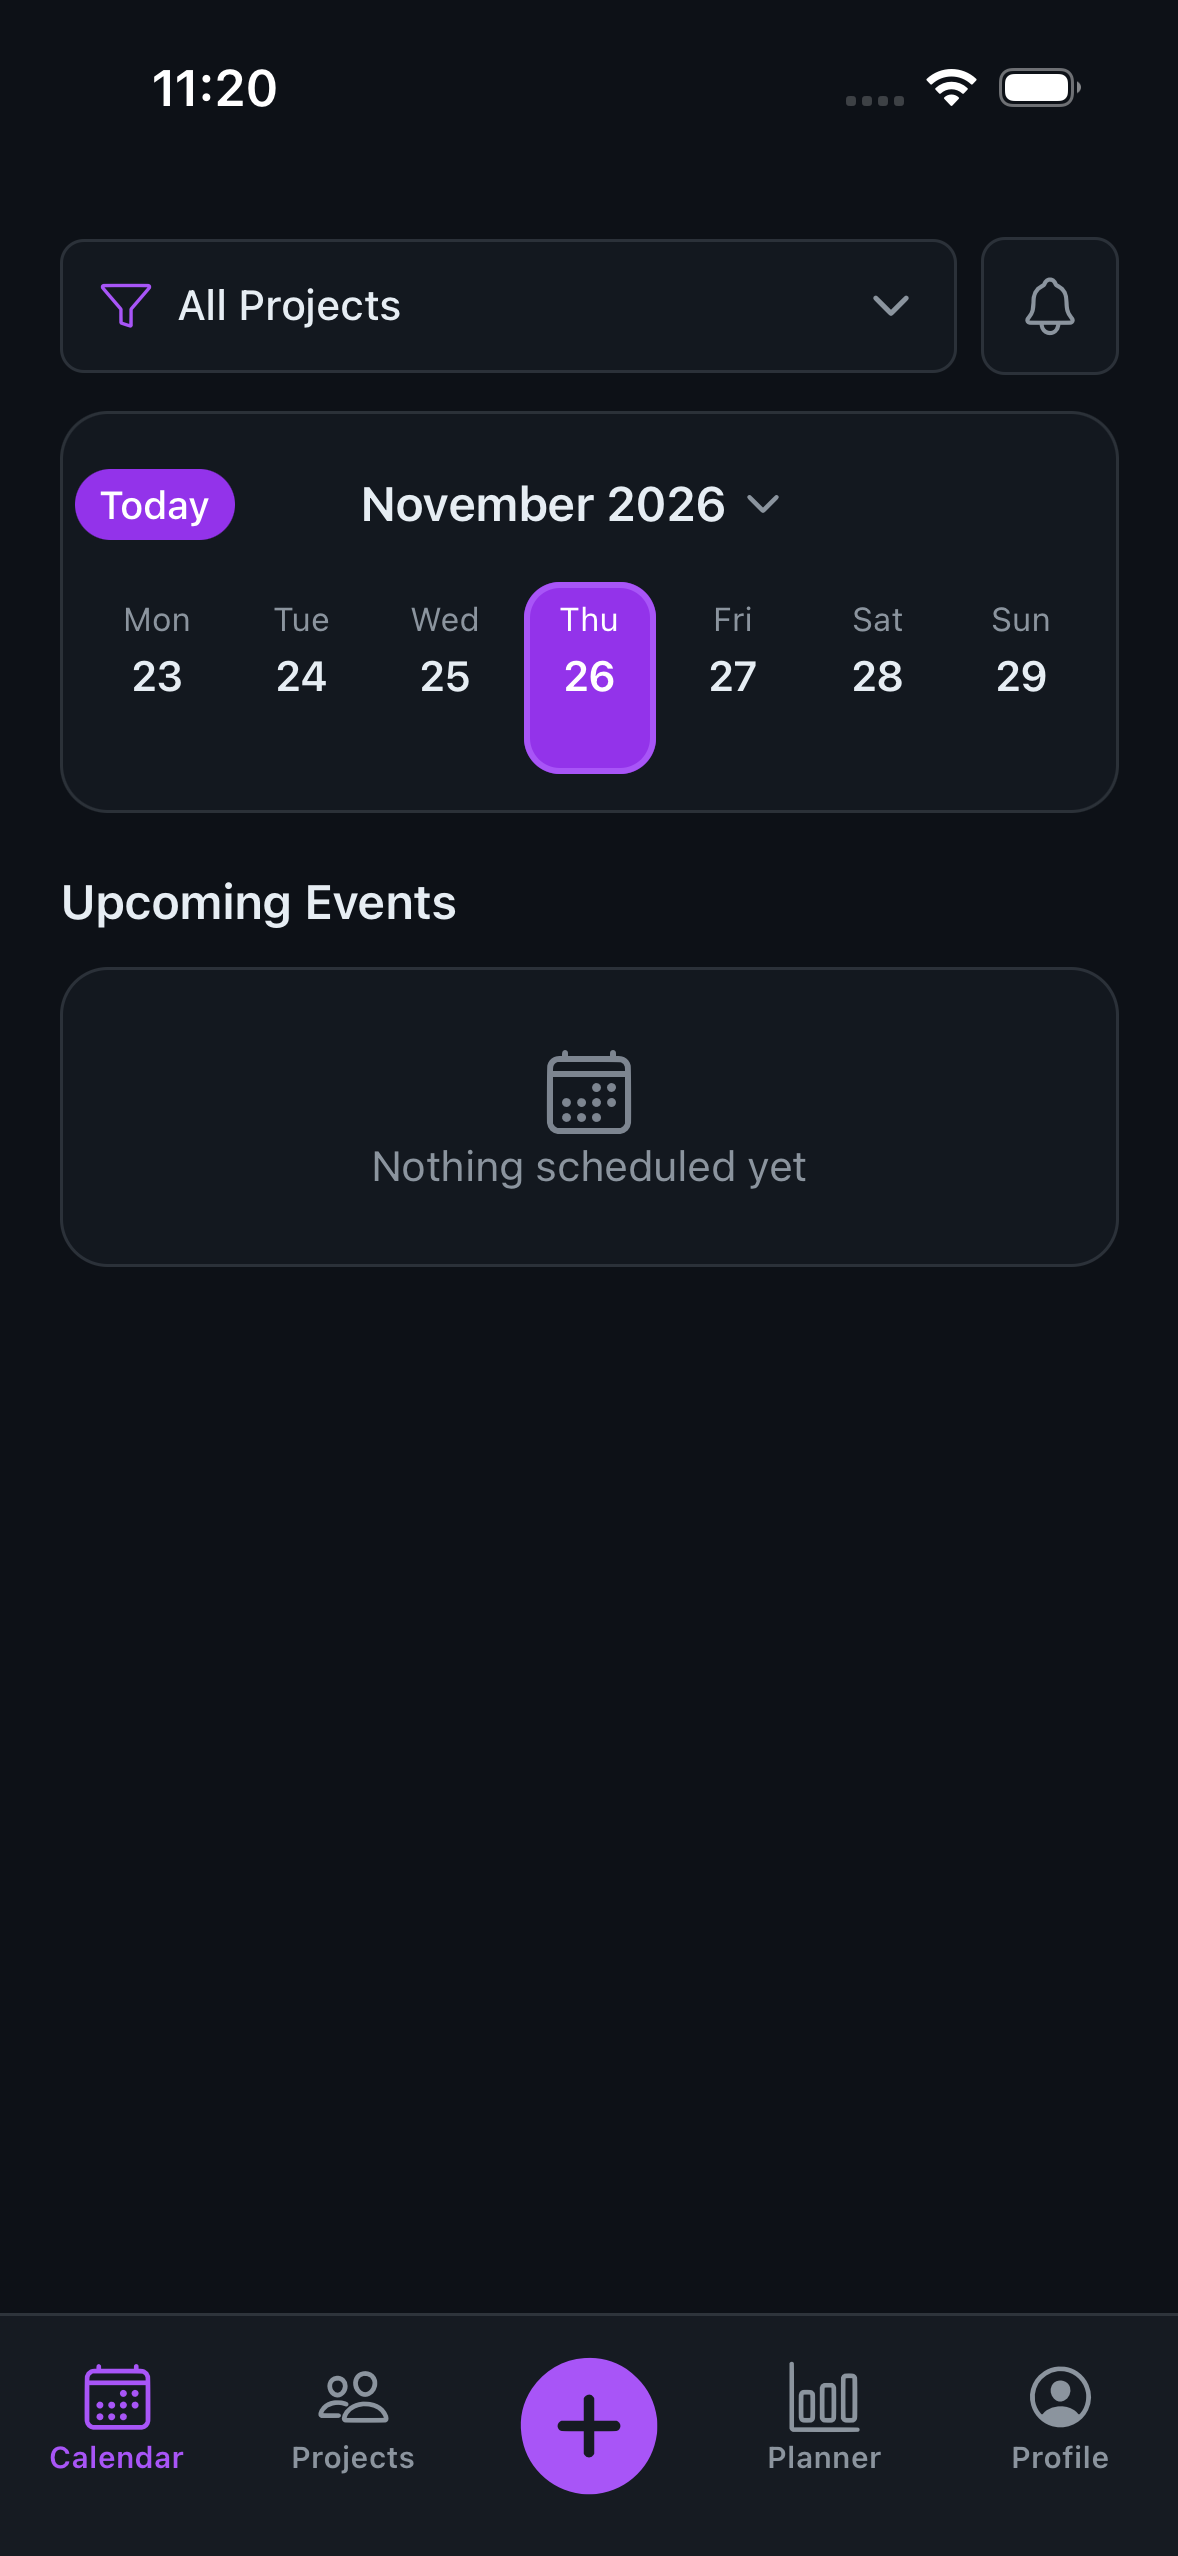 11:20
All Projects
Today
November 2026
Mon Tue Wed Thu Fri Sat Sun
23 24 25 26 27 28 29
Upcoming Events
Nothing scheduled yet
Calendar Projects Planner Profile